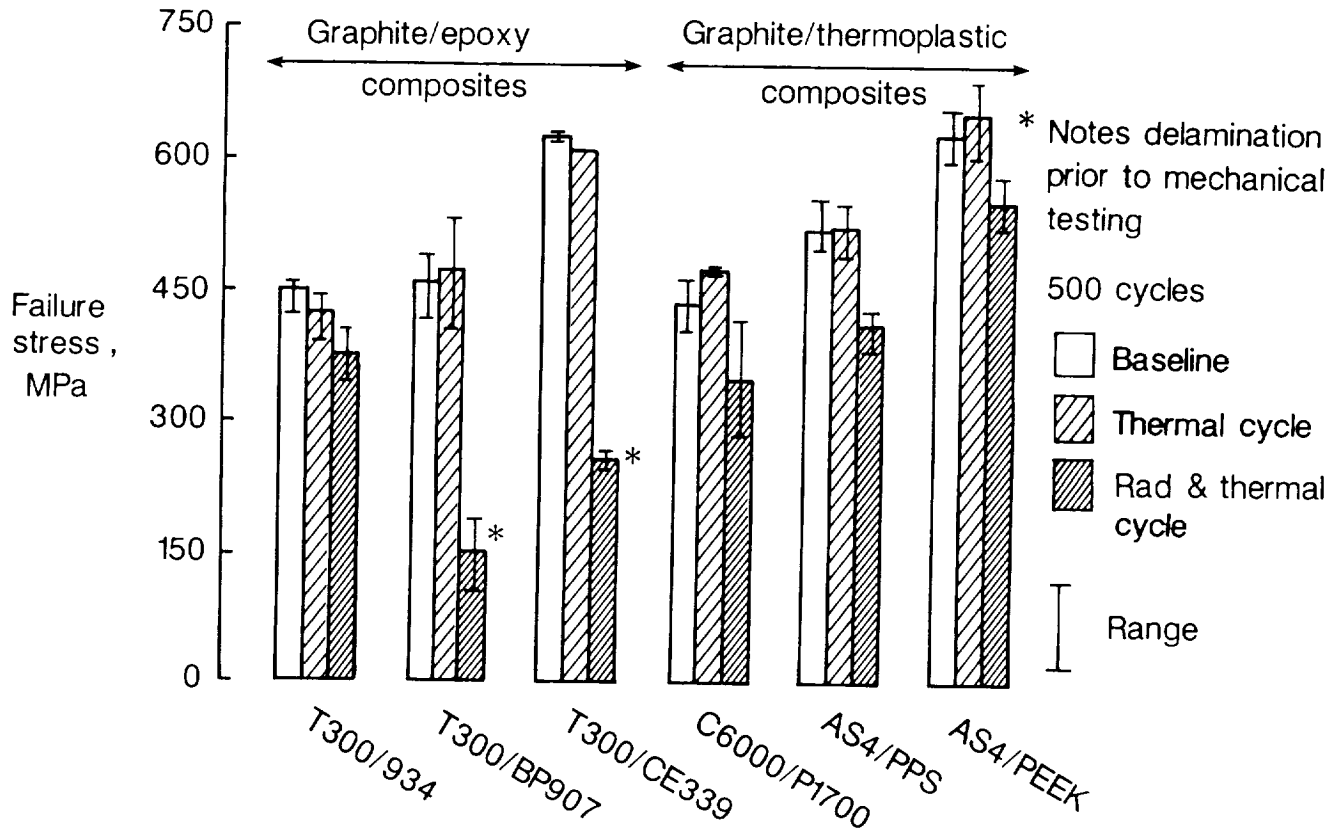 750
600
450
300
150
0
Failure
stress ,
MPa
Graphite/epoxy
composites
Graphite/thermoplastic
composites
*
*
* Notes delamination
prior to mechanical
testing
500 cycles
Baseline
Thermal cycle
Rad & thermal
cycle
Range
T300/934
T300/BP907
T300/CE339
C6000/P1700
AS4/PPS
AS4/PEEK